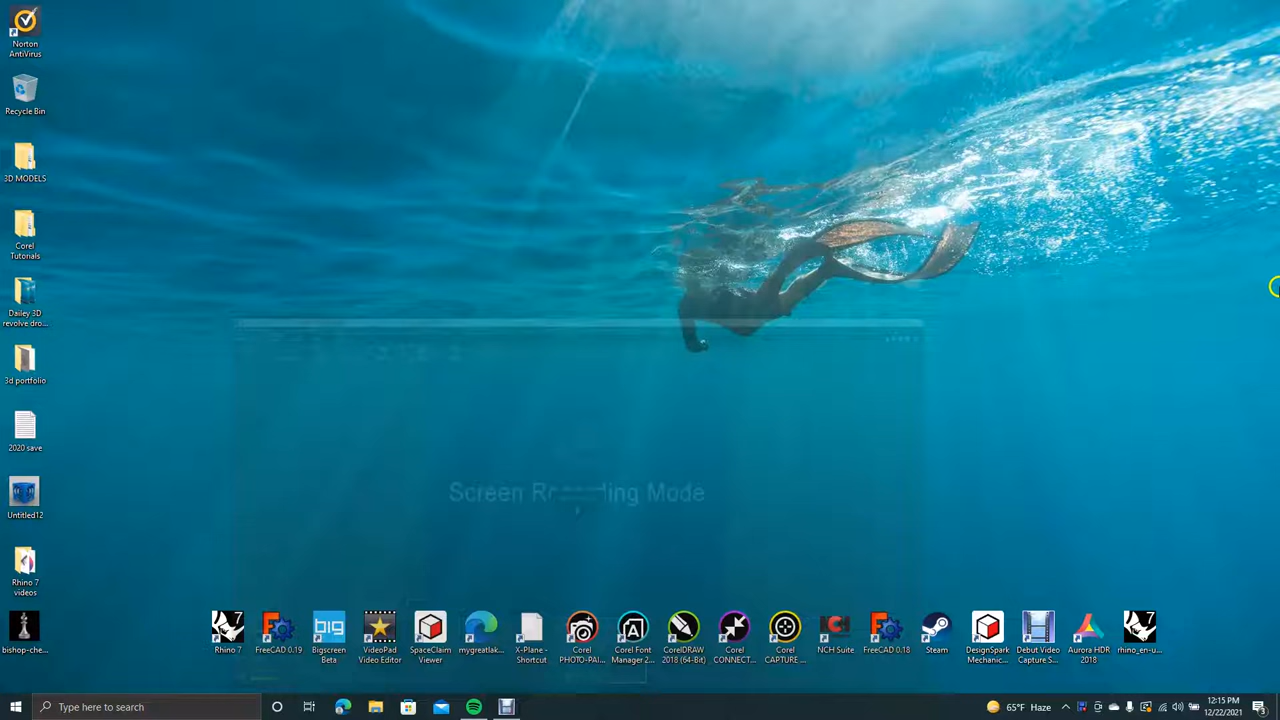 Norton
AntiVirus
Recycle Bin
3D MODELS
Corel
Tutorials
Dailey 3D
revolve dro...
3d portfolio
2020 save
Untitled12
Rhino 7
videos
bishop-che...
Screen Recording Mode
Rhino 7
FreeCAD 0.19
Bigscreen
Beta
VideoPad
Video Editor
SpaceClaim
Viewer
mygreatlak...
X-Plane -
Shortcut
Corel
PHOTO-PAI...
Corel Font
Manager 2...
CorelDRAW
2018 (64-Bit)
Corel
CONNECT...
Corel
CAPTURE ...
NCH Suite
FreeCAD 0.18
Steam
DesignSpark
Mechanic...
Debut Video
Capture S...
Aurora HDR
2018
rhino_en-u...
Type here to search
65°F Haze
12:15 PM
12/22/2021